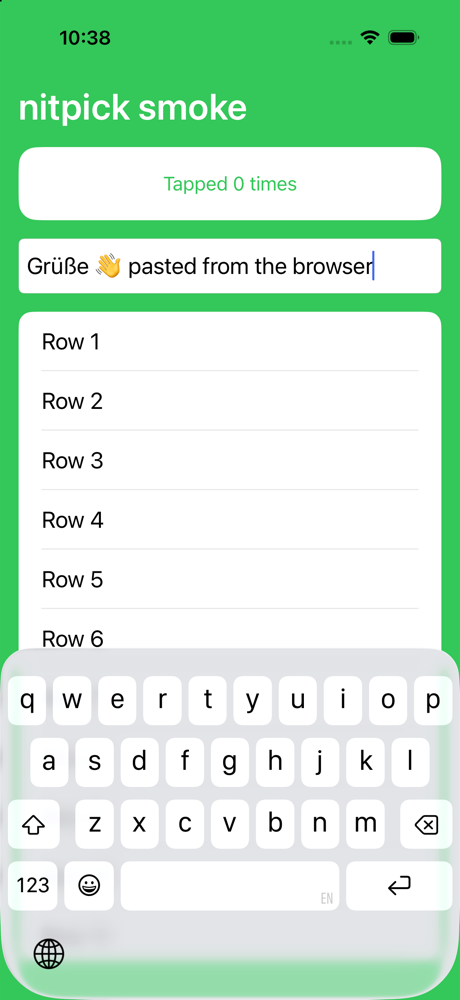 10:38
nitpick smoke
Tapped 0 times
Grüße 👋 pasted from the browser
Row 1
Row 2
Row 3
Row 4
Row 5
Row 6
q w e r t y u i o p
a s d f g h j k l
z x c v b n m
123
EN